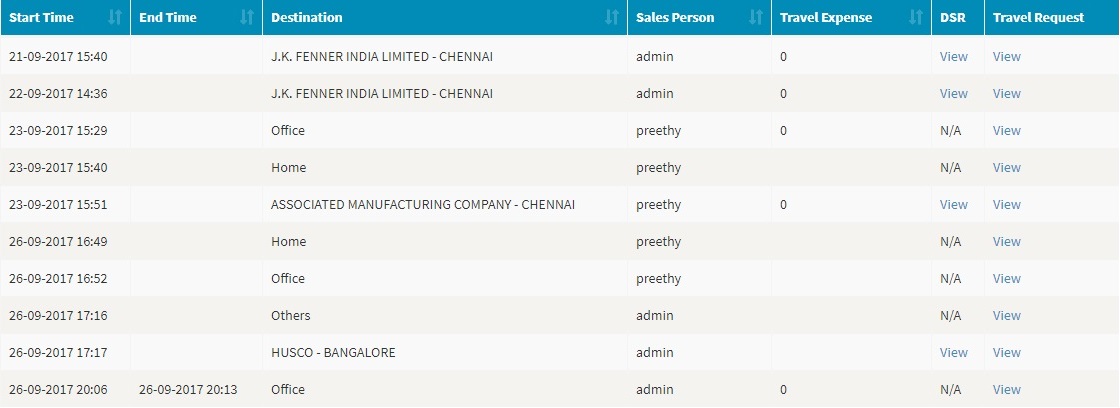 Start Time End Time Destination Sales Person Travel Expense DSR Travel Request
21-09-2017 15:40 J.K. FENNER INDIA LIMITED - CHENNAI admin 0 View View
22-09-2017 14:36 J.K. FENNER INDIA LIMITED - CHENNAI admin 0 View View
23-09-2017 15:29 Office preethy 0 N/A View
23-09-2017 15:40 Home preethy N/A View
23-09-2017 15:51 ASSOCIATED MANUFACTURING COMPANY - CHENNAI preethy 0 View View
26-09-2017 16:49 Home preethy N/A View
26-09-2017 16:52 Office preethy N/A View
26-09-2017 17:16 Others admin N/A View
26-09-2017 17:17 HUSCO - BANGALORE admin View View
26-09-2017 20:06 26-09-2017 20:13 Office admin 0 N/A View